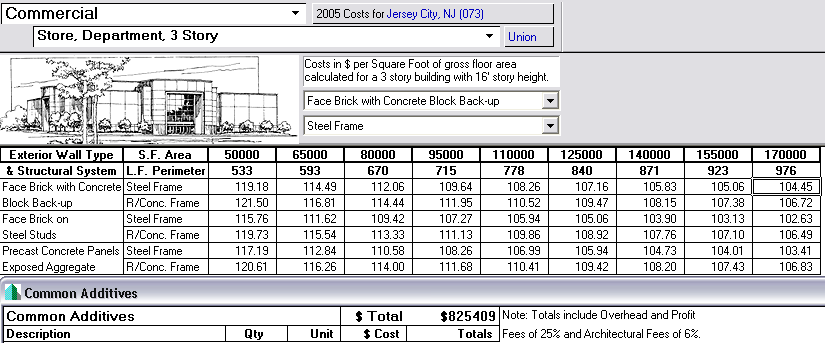 Commercial
2005 Costs for Jersey City, NJ (073)
Store, Department, 3 Story
Union
Costs in $ per Square Foot of gross floor area
calculated for a 3 story building with 16' story height.
Face Brick with Concrete Block Back-up
Steel Frame
Exterior Wall Type S.F. Area 50000 65000 80000 95000 110000 125000 140000 155000 170000
& Structural System L.F. Perimeter 533 593 670 715 778 840 871 923 976
Face Brick with Concrete Steel Frame 119.18 114.49 112.06 109.64 108.26 107.16 105.83 105.06 104.45
Block Back-up R/Conc. Frame 121.50 116.81 114.44 111.95 110.52 109.47 108.15 107.38 106.72
Face Brick on Steel Frame 115.76 111.62 109.42 107.27 105.94 105.06 103.90 103.13 102.63
Steel Studs R/Conc. Frame 119.73 115.54 113.33 111.13 109.86 108.92 107.76 107.10 106.49
Precast Concrete Panels Steel Frame 117.19 112.84 110.58 108.26 106.99 105.94 104.73 104.01 103.41
Exposed Aggregate R/Conc. Frame 120.61 116.26 114.00 111.68 110.41 109.42 108.20 107.43 106.83
Common Additives
Common Additives $ Total $825409 Note: Totals include Overhead and Profit
Description Qty Unit $ Cost Totals Fees of 25% and Architectural Fees of 6%.